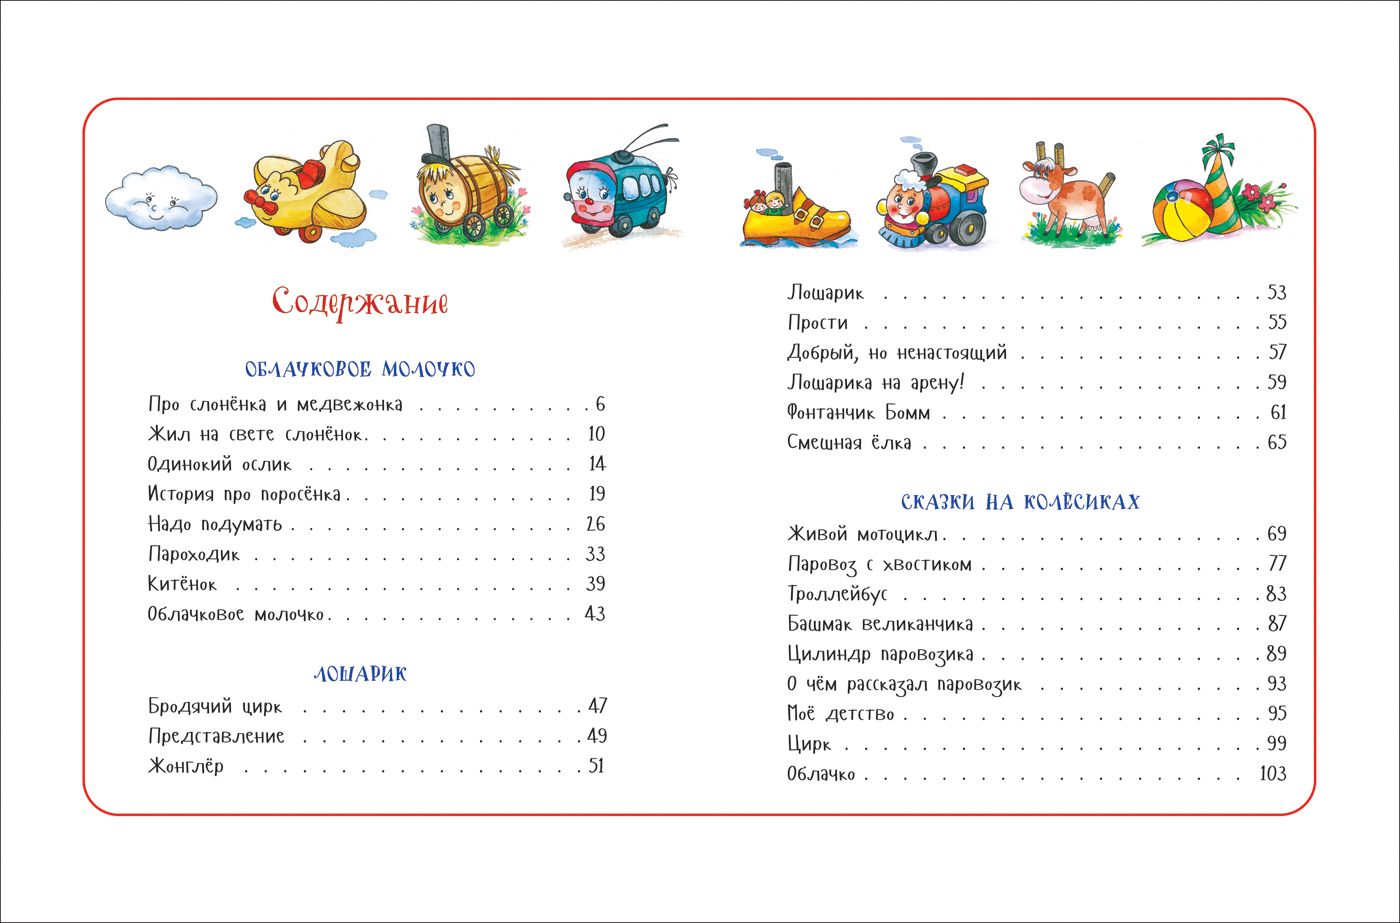 Содержание
ОБЛАЧКОВОЕ МОЛОЧКО
Про слонёнка и медвежонка . . . . . . . . . . 6
Жил на свете слонёнок. . . . . . . . . . . . 10
Одинокий ослик . . . . . . . . . . . . . . . 14
История про поросёнка. . . . . . . . . . . . . 19
Надо подумать . . . . . . . . . . . . . . . . 26
Пароходик . . . . . . . . . . . . . . . . . . 33
Китёнок . . . . . . . . . . . . . . . . . . . 39
Облачковое молочко. . . . . . . . . . . . . . 43
ЛОШАРИК
Бродячий цирк . . . . . . . . . . . . . . . . 47
Представление . . . . . . . . . . . . . . . . 49
Жонглёр . . . . . . . . . . . . . . . . . . . 51
Лошарик . . . . . . . . . . . . . . . . . . . . 53
Прости . . . . . . . . . . . . . . . . . . . . . 55
Добрый, но ненастоящий . . . . . . . . . . . . . 57
Лошарика на арену! . . . . . . . . . . . . . . . 59
Фонтанчик Бомм . . . . . . . . . . . . . . . . . 61
Смешная ёлка . . . . . . . . . . . . . . . . . . 65
СКАЗКИ НА КОЛЁСИКАХ
Живой мотоцикл. . . . . . . . . . . . . . . . . 69
Паровоз с хвостиком . . . . . . . . . . . . . . . 77
Троллейбус . . . . . . . . . . . . . . . . . . . 83
Башмак великанчика . . . . . . . . . . . . . . . 87
Цилиндр паровозика . . . . . . . . . . . . . . . 89
О чём рассказал паровозик . . . . . . . . . . . . 93
Моё детство . . . . . . . . . . . . . . . . . . . 95
Цирк . . . . . . . . . . . . . . . . . . . . . . 99
Облачко . . . . . . . . . . . . . . . . . . . . 103